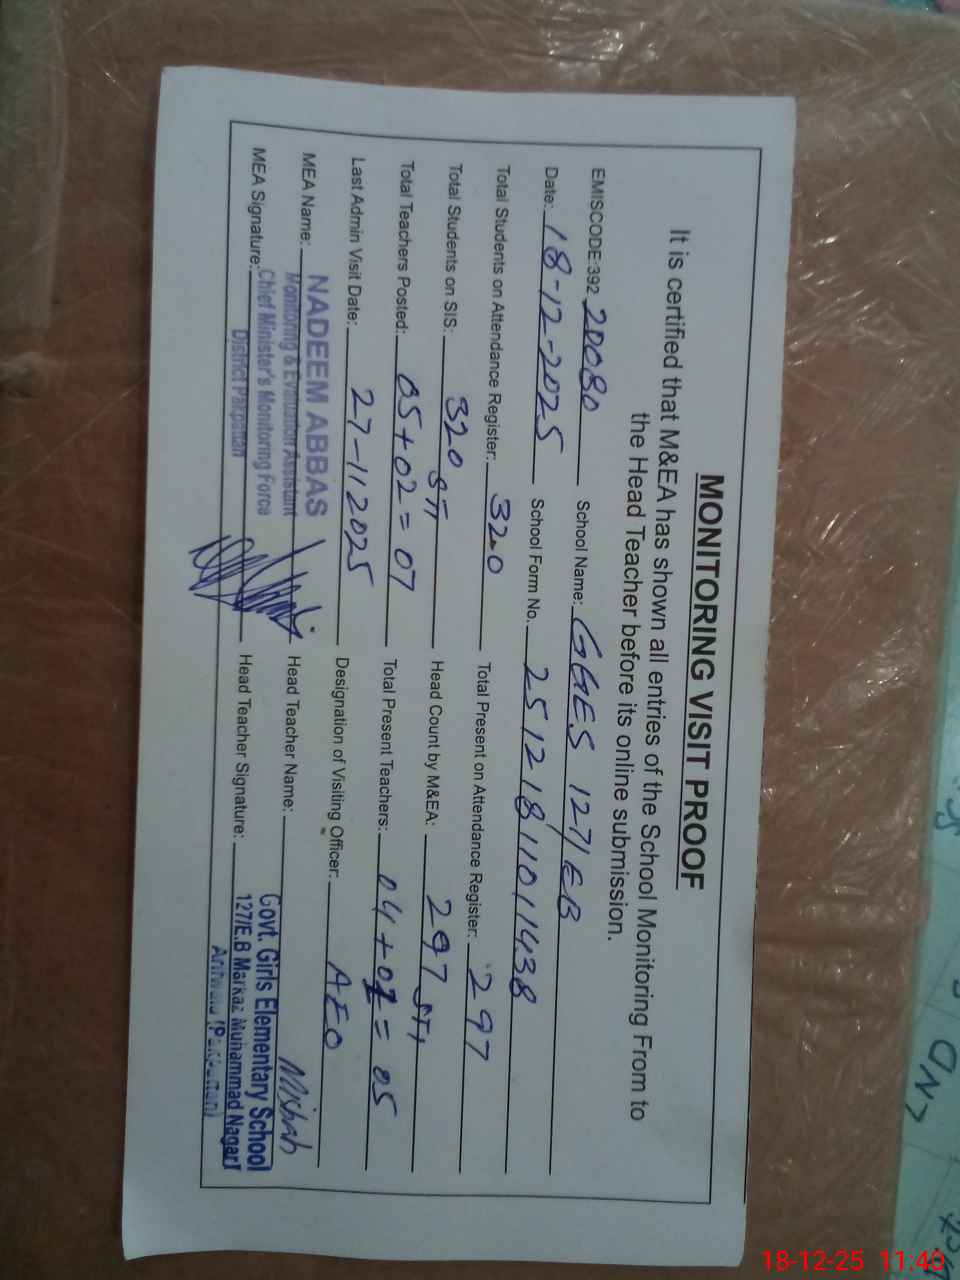 MONITORING VISIT PROOF
It is certified that M&EA has shown all entries of the School Monitoring From to
the Head Teacher before its online submission.
EMISCODE:392 20080 School Name: GGES 127/EB
Date: 18-12-2025 School Form No. 25121811011438
Total Students on Attendance Register: 320 Total Present on Attendance Register: 297
Total Students on SIS: 320 Head Count by M&EA: 297
Total Teachers Posted: 05+02=07 Total Present Teachers: 04+01=05
Last Admin Visit Date: 27-11 2025 Designation of Visiting Officer: AEO
MEA Name: Head Teacher Name: Misbah
MEA Signature: Head Teacher Signature:
NADEEM ABBAS
Monitoring & Evaluation Assistant
Chief Minister's Monitoring Force
District Pakpattan
Govt. Girls Elementary School
127/E.B Markaz Muhammad Nagar
18-12-25 11:40